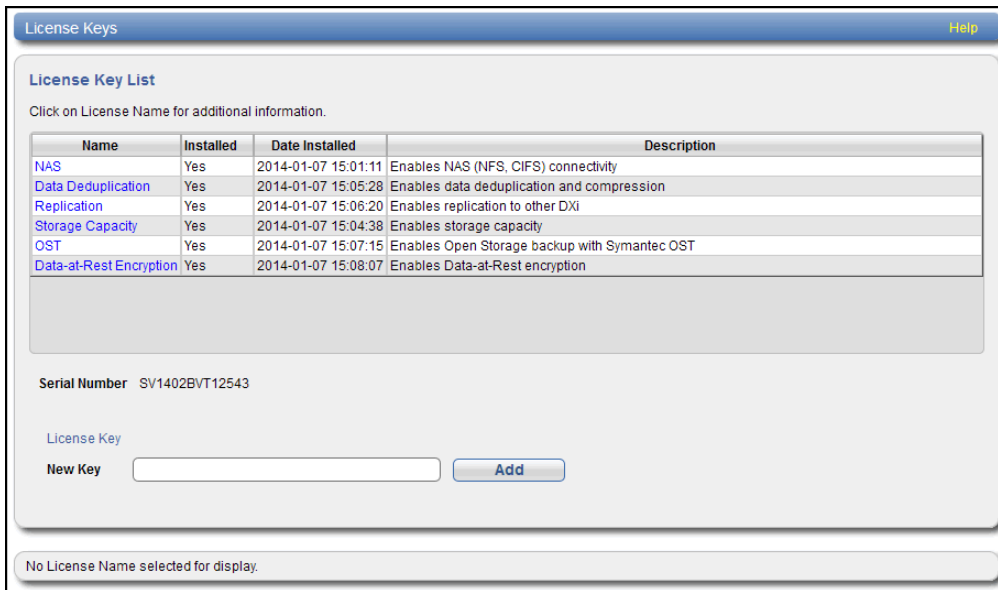 License Keys Help
License Key List
Click on License Name for additional information.
Name Installed Date Installed Description
NAS Yes 2014-01-07 15:01:11 Enables NAS (NFS, CIFS) connectivity
Data Deduplication Yes 2014-01-07 15:05:28 Enables data deduplication and compression
Replication Yes 2014-01-07 15:06:20 Enables replication to other DXi
Storage Capacity Yes 2014-01-07 15:04:38 Enables storage capacity
OST Yes 2014-01-07 15:07:15 Enables Open Storage backup with Symantec OST
Data-at-Rest Encryption Yes 2014-01-07 15:08:07 Enables Data-at-Rest encryption
Serial Number SV1402BVT12543
License Key
New Key Add
No License Name selected for display.